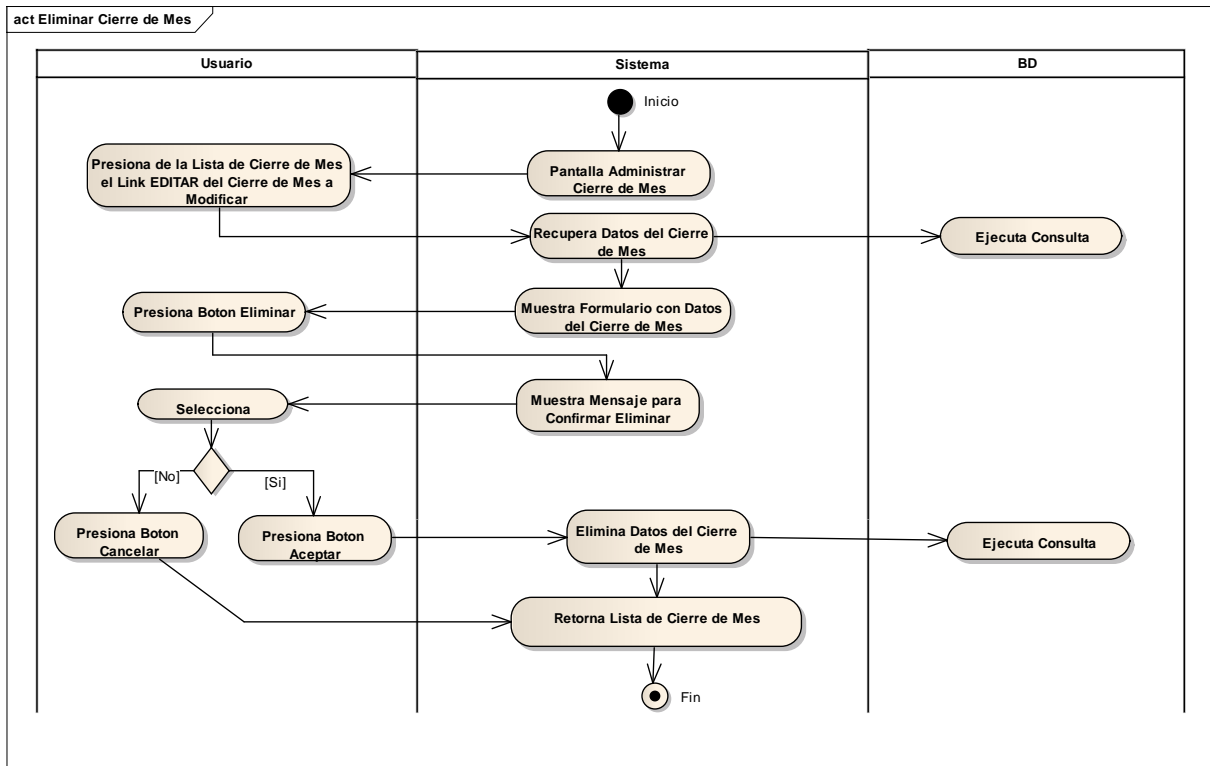 act Eliminar Cierre de Mes
Usuario
Sistema
BD
Inicio
Presiona de la Lista de Cierre de Mes
el Link EDITAR del Cierre de Mes a
Modificar
Pantalla Administrar
Cierre de Mes
Recupera Datos del Cierre
de Mes
Ejecuta Consulta
Presiona Boton Eliminar
Muestra Formulario con Datos
del Cierre de Mes
Selecciona
Muestra Mensaje para
Confirmar Eliminar
[No]
[Si]
Presiona Boton
Cancelar
Presiona Boton
Aceptar
Elimina Datos del Cierre
de Mes
Ejecuta Consulta
Retorna Lista de Cierre de Mes
Fin